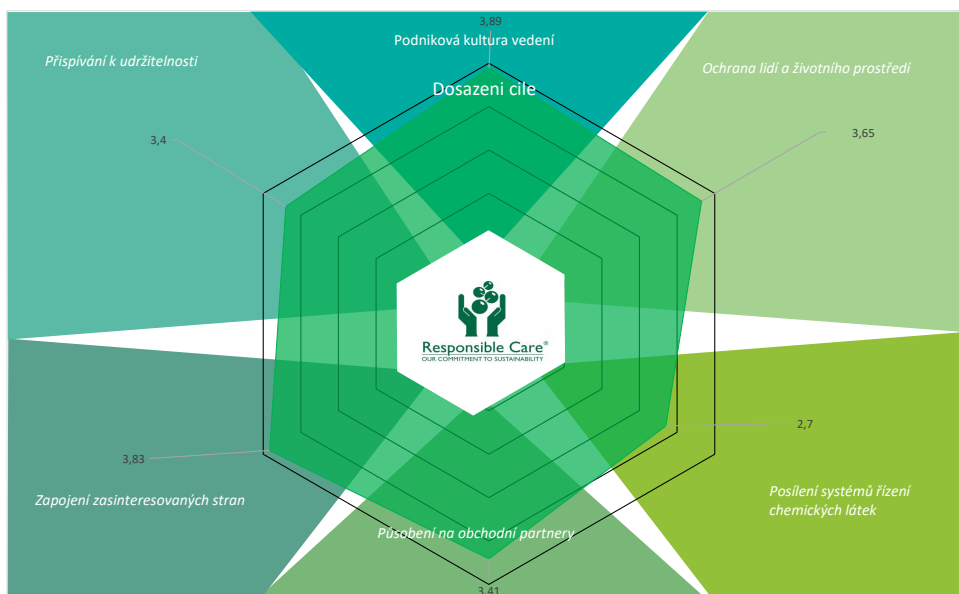 3,89
Podniková kultura vedení
Přispívání k udržitelnosti
Ochrana lidí a životního prostředí
Dosazeni cile
3,4
3,65
Responsible Care®
OUR COMMITMENT TO SUSTAINABILITY
2,7
3,83
Zapojení zasinteresovaných stran
Posílení systémů řízení
chemických látek
Působení na obchodní partnery
3,41